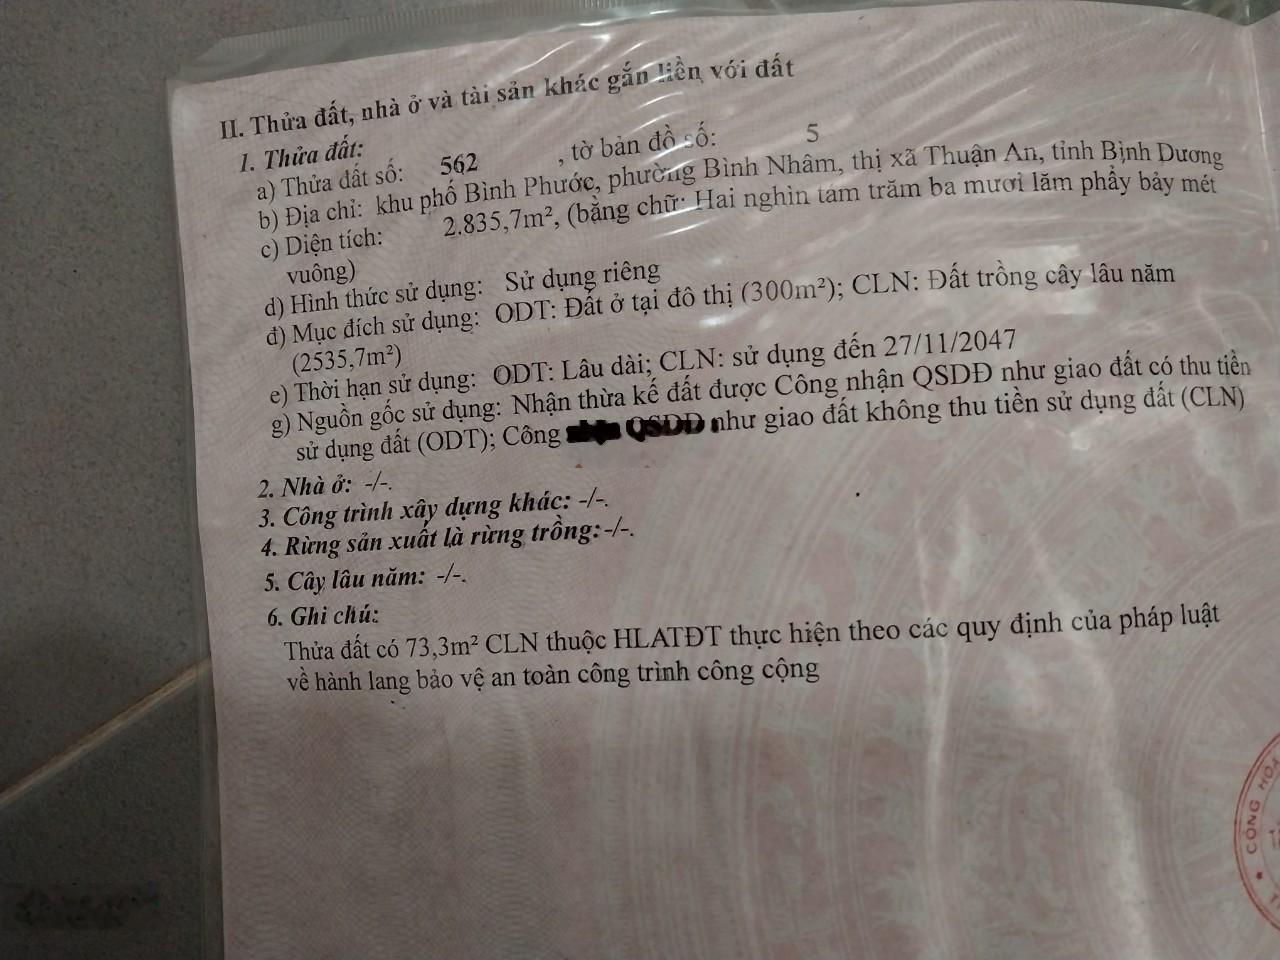 II. Thửa đất, nhà ở và tài sản khác gắn liền với đất
1. Thửa đất:
a) Thửa đất số: 562 , tờ bản đồ số: 5
b) Địa chỉ: khu phố Bình Phước, phường Bình Nhâm, thị xã Thuận An, tỉnh Bình Dương
c) Diện tích: 2.835,7m², (bằng chữ: Hai nghìn tám trăm ba mươi lăm phẩy bảy mét
vuông)
d) Hình thức sử dụng: Sử dụng riêng
đ) Mục đích sử dụng: ODT: Đất ở tại đô thị (300m²); CLN: Đất trồng cây lâu năm
(2535,7m²)
e) Thời hạn sử dụng: ODT: Lâu dài; CLN: sử dụng đến 27/11/2047
g) Nguồn gốc sử dụng: Nhận thừa kế đất được Công nhận QSDĐ như giao đất có thu tiền
sử dụng đất (ODT); Công QSDĐ như giao đất không thu tiền sử dụng đất (CLN)
2. Nhà ở: -/-.
3. Công trình xây dựng khác: -/-.
4. Rừng sản xuất là rừng trồng: -/-.
5. Cây lâu năm: -/-.
6. Ghi chú:
Thửa đất có 73,3m² CLN thuộc HLATĐT thực hiện theo các quy định của pháp luật
về hành lang bảo vệ an toàn công trình công cộng
CỘNG HÒA